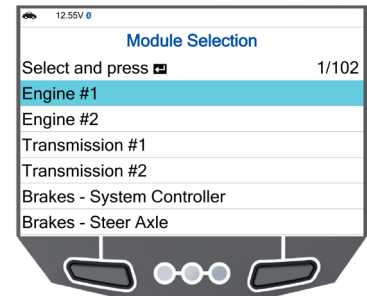 12.55V
Module Selection
Select and press 1/102
Engine #1
Engine #2
Transmission #1
Transmission #2
Brakes - System Controller
Brakes - Steer Axle